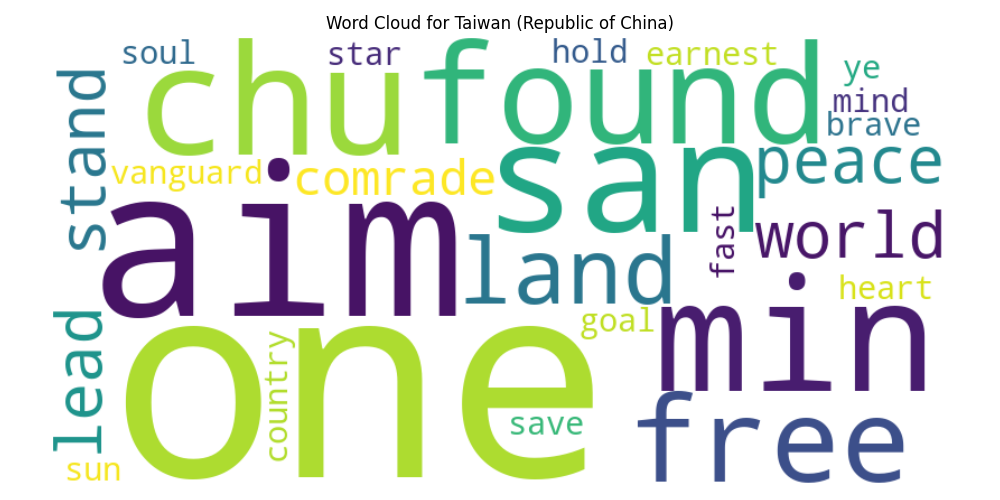 Word Cloud for Taiwan (Republic of China)
soul
star
hold
earnest
ye
chu
found
mind
brave
stand
vanguard
comrade
san
peace
aim
land
fast
world
heart
lead
one
country
goal
min
save
free
sun